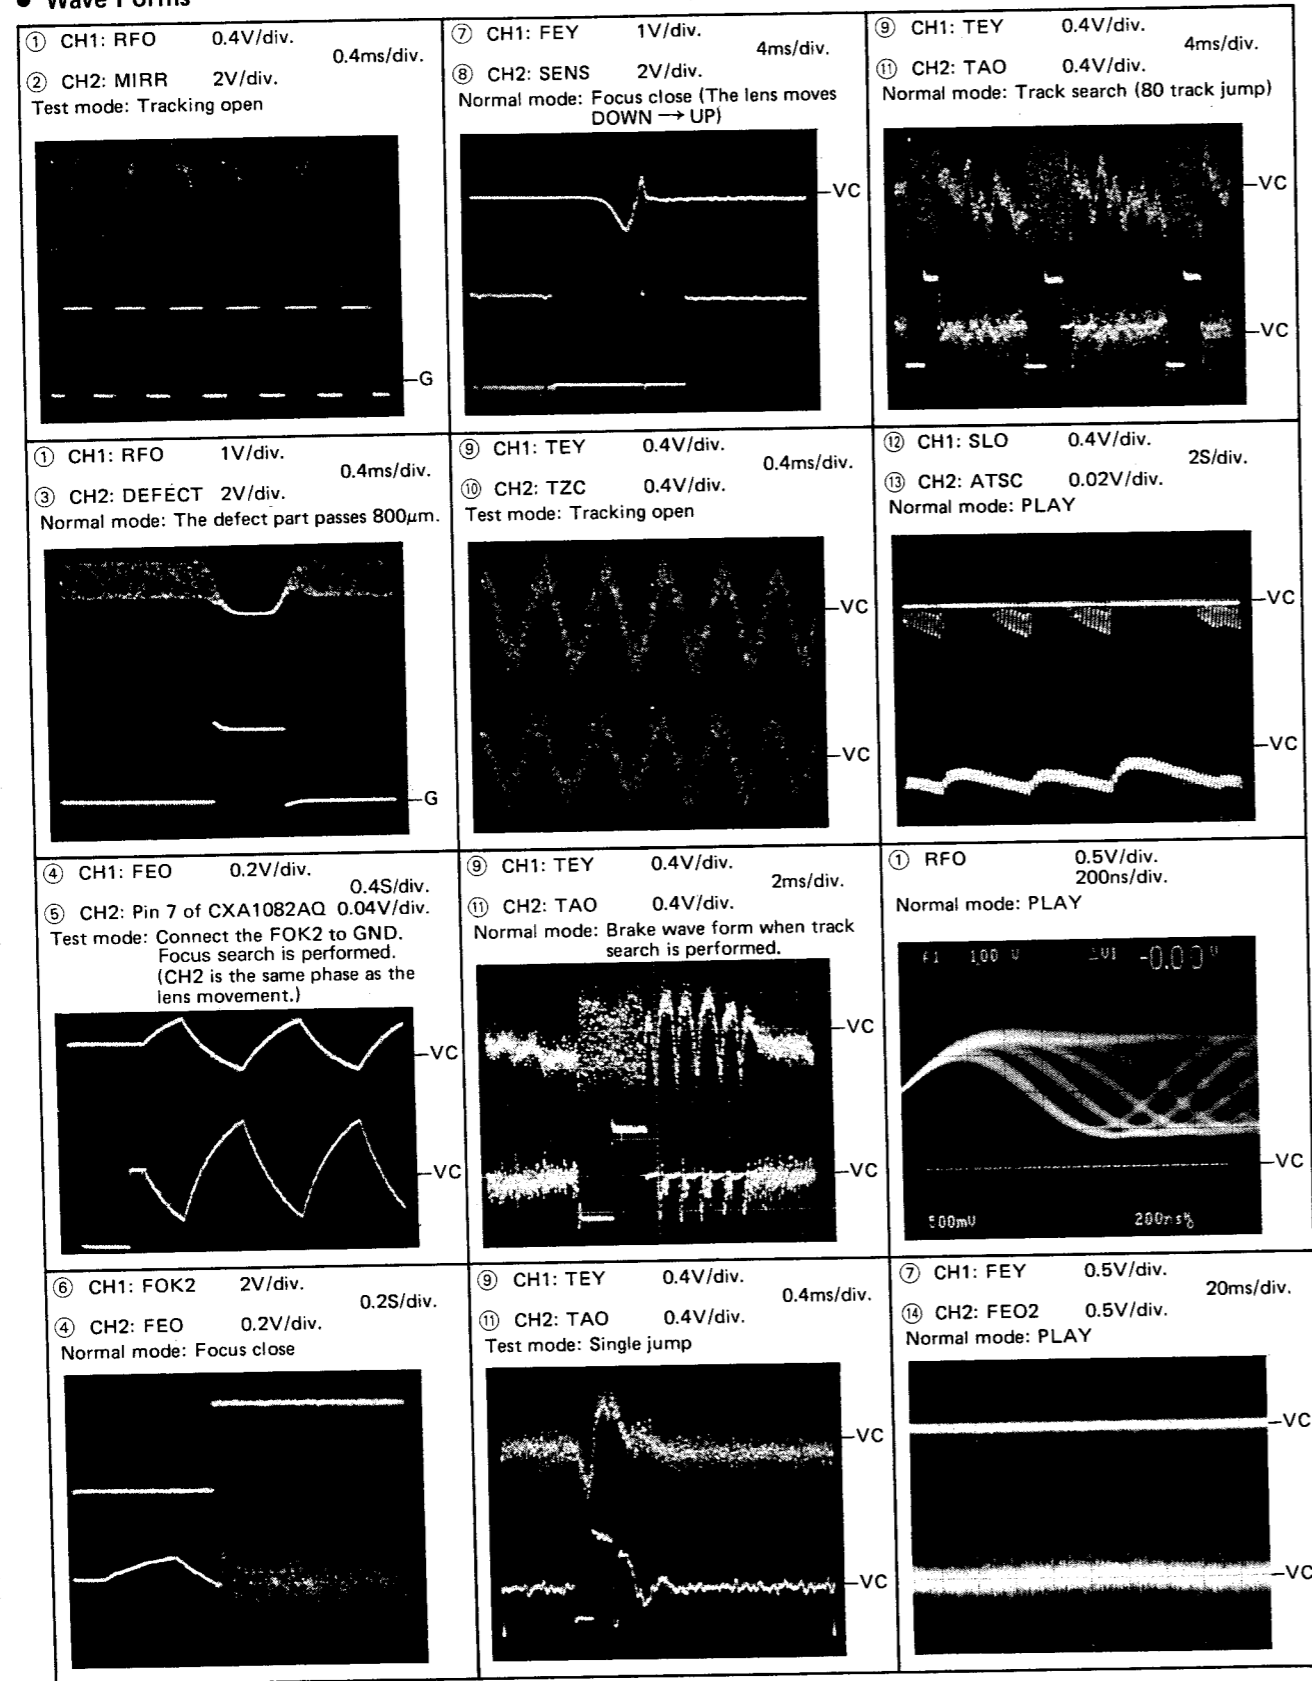 ● Wave Forms
① CH1: RFO 0.4V/div.
0.4ms/div.
② CH2: MIRR 2V/div.
Test mode: Tracking open
G
⑦ CH1: FEY 1V/div.
4ms/div.
⑧ CH2: SENS 2V/div.
Normal mode: Focus close (The lens moves
DOWN → UP)
VC
⑨ CH1: TEY 0.4V/div.
4ms/div.
⑪ CH2: TAO 0.4V/div.
Normal mode: Track search (80 track jump)
VC
VC
① CH1: RFO 1V/div.
0.4ms/div.
③ CH2: DEFECT 2V/div.
Normal mode: The defect part passes 800μm.
G
⑨ CH1: TEY 0.4V/div.
0.4ms/div.
⑩ CH2: TZC 0.4V/div.
Test mode: Tracking open
VC
VC
⑫ CH1: SLO 0.4V/div.
2S/div.
⑬ CH2: ATSC 0.02V/div.
Normal mode: PLAY
VC
VC
④ CH1: FEO 0.2V/div.
0.4S/div.
⑤ CH2: Pin 7 of CXA1082AQ 0.04V/div.
Test mode: Connect the FOK2 to GND.
Focus search is performed.
(CH2 is the same phase as the
lens movement.)
VC
VC
⑨ CH1: TEY 0.4V/div.
2ms/div.
⑪ CH2: TAO 0.4V/div.
Normal mode: Brake wave form when track
search is performed.
VC
VC
① RFO 0.5V/div.
200ns/div.
Normal mode: PLAY
VC
500mV 200ns
⑥ CH1: FOK2 2V/div.
0.2S/div.
④ CH2: FEO 0.2V/div.
Normal mode: Focus close
⑨ CH1: TEY 0.4V/div.
0.4ms/div.
⑪ CH2: TAO 0.4V/div.
Test mode: Single jump
VC
VC
⑦ CH1: FEY 0.5V/div.
20ms/div.
⑭ CH2: FEO2 0.5V/div.
Normal mode: PLAY
VC
VC